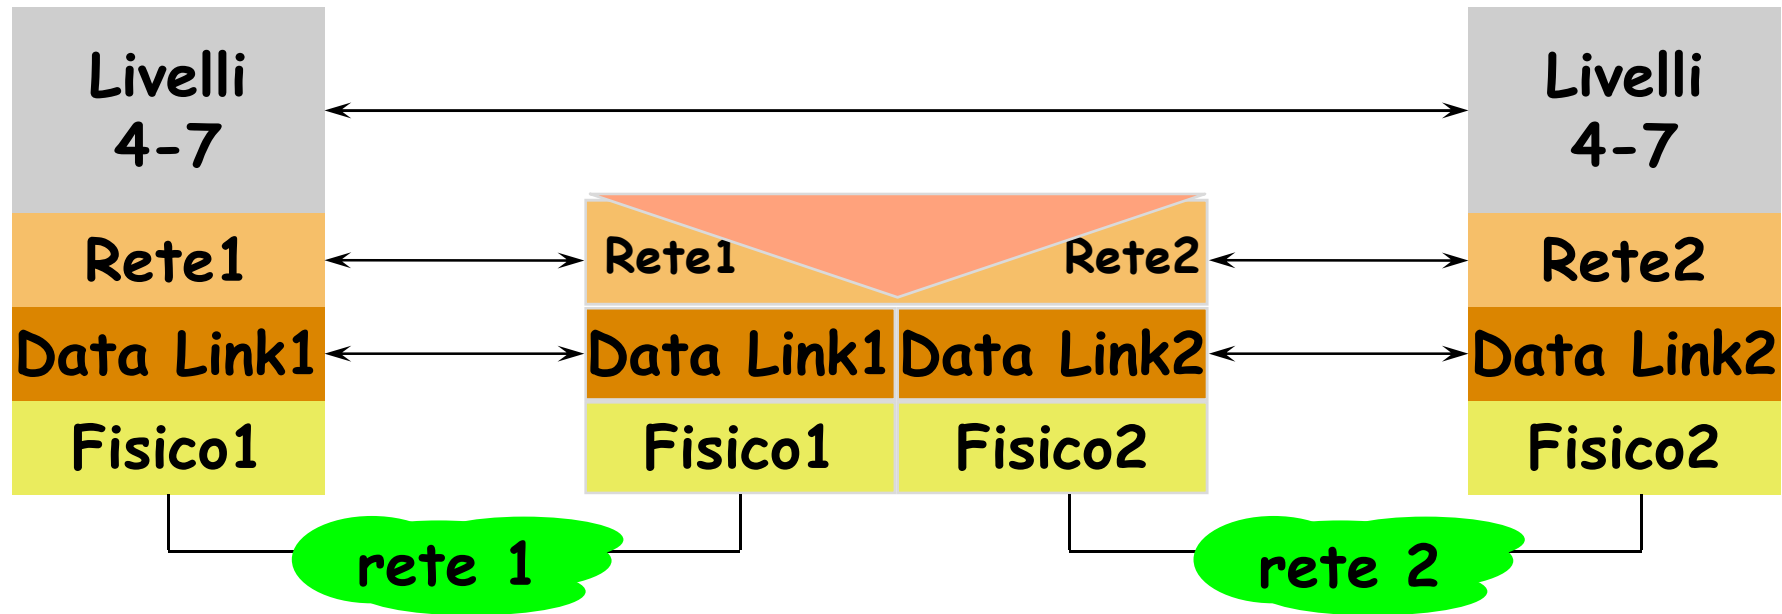 Livelli
4-7
Livelli
4-7
Rete1
Rete1
Rete2
Rete2
Data Link1
Data Link1
Data Link2
Data Link2
Fisico1
Fisico1
Fisico2
Fisico2
rete 1
rete 2